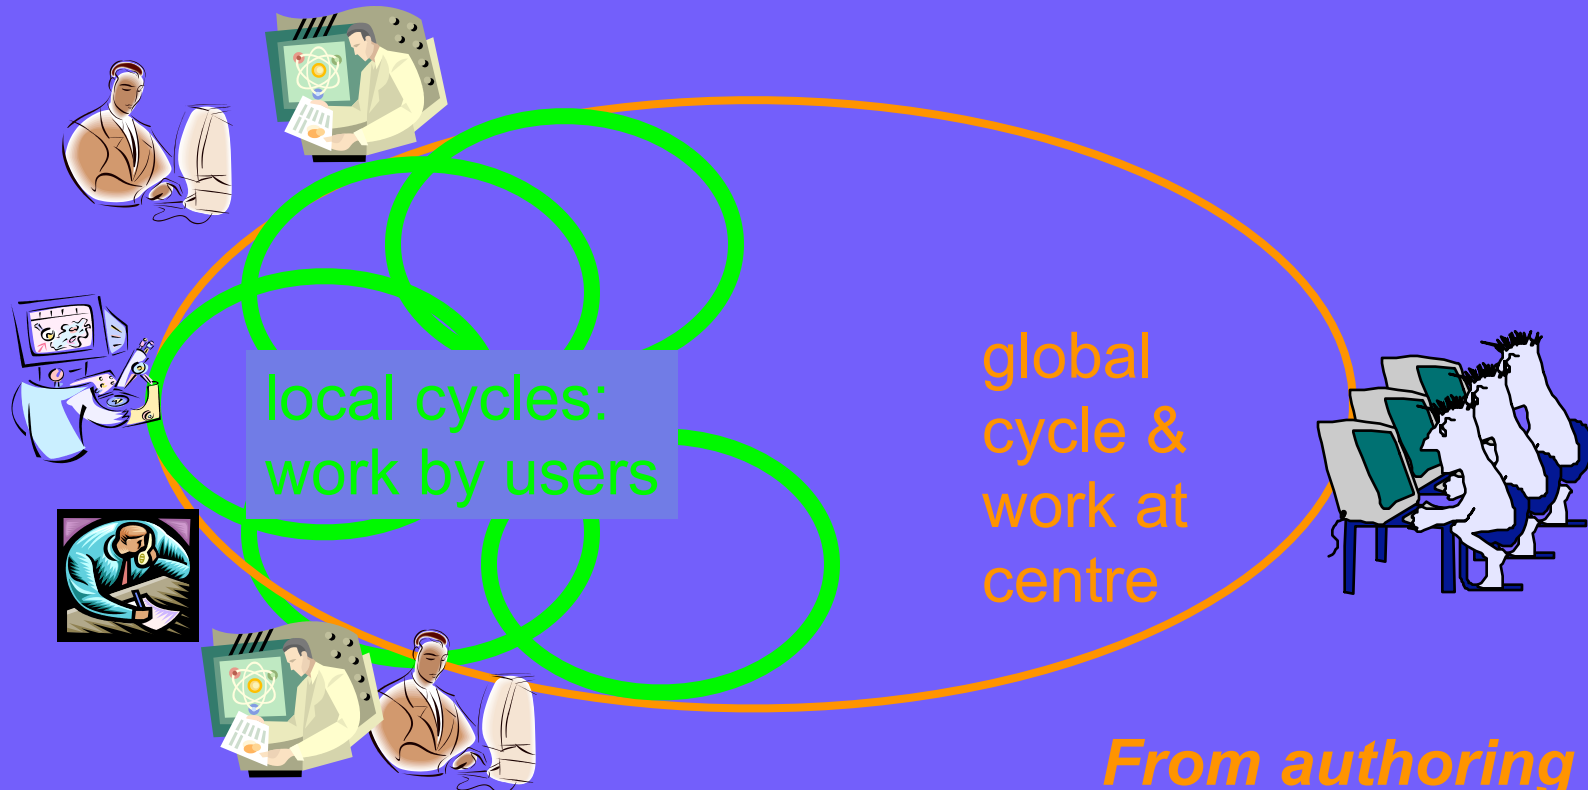 local cycles:
work by users
global
cycle &
work at
centre
From authoring